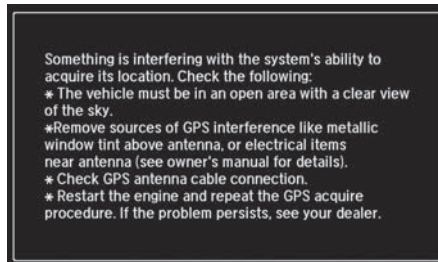 Something is interfering with the system's ability to
acquire its location. Check the following:
* The vehicle must be in an open area with a clear view
of the sky.
*Remove sources of GPS interference like metallic
window tint above antenna, or electrical items
near antenna (see owner's manual for details).
* Check GPS antenna cable connection.
* Restart the engine and repeat the GPS acquire
procedure. If the problem persists, see your dealer.